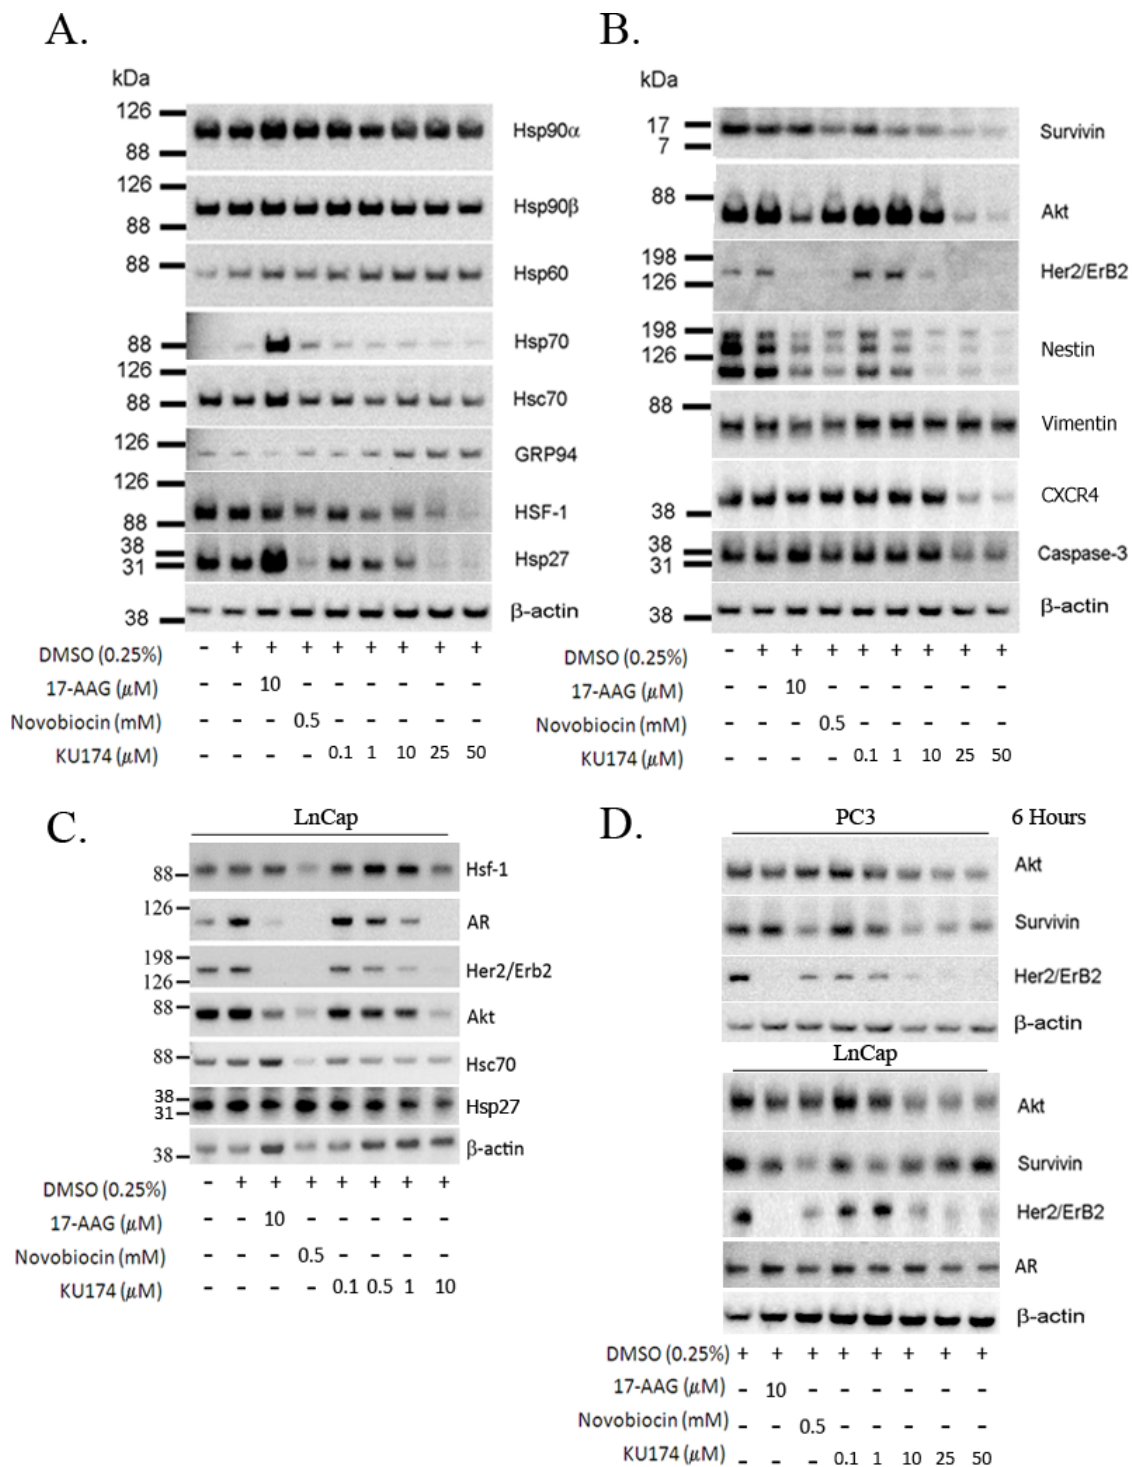 A.
kDa
126
88
Hsp90α
126
88
Hsp90β
88
Hsp60
88
Hsp70
126
88
Hsc70
126
GRP94
126
88
HSF-1
38
31
Hsp27
38
β-actin
DMSO (0.25%) - + + + + + + + +
17-AAG (μM) - - 10 - - - - - -
Novobiocin (mM) - - - 0.5 - - - - -
KU174 (μM) - - - - 0.1 1 10 25 50
B.
kDa
17
7
Survivin
88
Akt
198
126
Her2/ErB2
198
126
Nestin
88
Vimentin
38
CXCR4
38
31
Caspase-3
38
β-actin
DMSO (0.25%) - + + + + + + + +
17-AAG (μM) - - 10 - - - - - -
Novobiocin (mM) - - - 0.5 - - - - -
KU174 (μM) - - - - 0.1 1 10 25 50
C.
LnCap
88
Hsf-1
126
AR
198
126
Her2/Erb2
88
Akt
88
Hsc70
38
31
Hsp27
38
β-actin
DMSO (0.25%) - + + + + + + +
17-AAG (μM) - - 10 - - - - -
Novobiocin (mM) - - - 0.5 - - - -
KU174 (μM) - - - - 0.1 0.5 1 10
D.
PC3 6 Hours
Akt
Survivin
Her2/ErB2
β-actin
LnCap
Akt
Survivin
Her2/ErB2
AR
β-actin
DMSO (0.25%) + + + + + + + +
17-AAG (μM) - 10 - - - - - -
Novobiocin (mM) - - 0.5 - - - - -
KU174 (μM) - - - 0.1 1 10 25 50